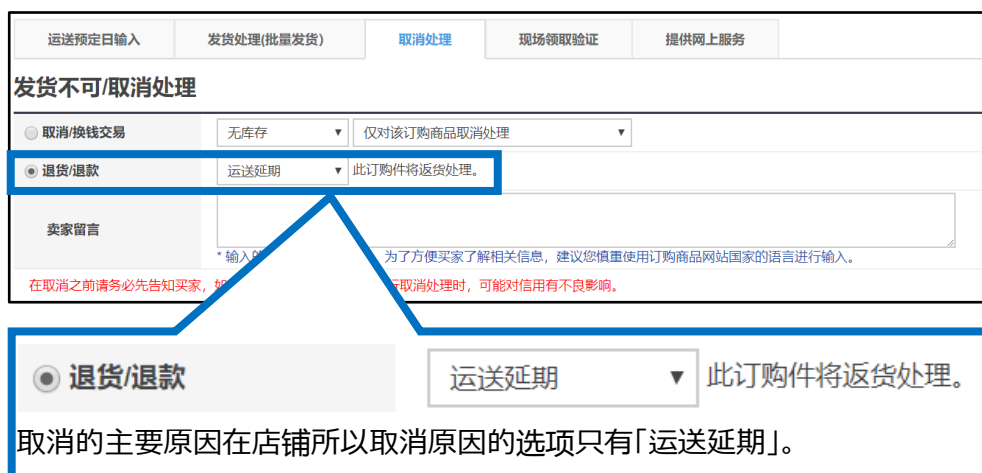 运送预定日输入 发货处理(批量发货) 取消处理 现场领取验证 提供网上服务
发货不可/取消处理
取消/换钱交易 无库存 仅对该订购商品取消处理
退货/退款 运送延期 此订购件将返货处理。
卖家留言
* 输入的 为了方便买家了解相关信息，建议您慎重使用订购商品网站国家的语言进行输入。
在取消之前请务必先告知买家，如 行取消处理时，可能对信用有不良影响。
退货/退款 运送延期 此订购件将返货处理。
取消的主要原因在店铺所以取消原因的选项只有「运送延期」。